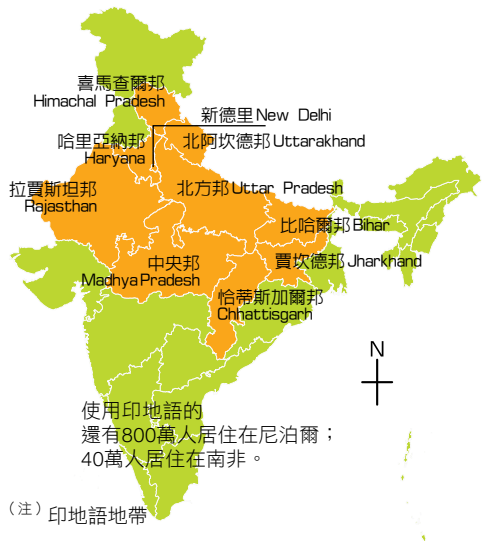 喜馬查爾邦
Himachal Pradesh
新德里 New Delhi
哈里亞納邦
Haryana
北阿坎德邦 Uttarakhand
拉賈斯坦邦
Rajasthan
北方邦 Uttar Pradesh
比哈爾邦 Bihar
中央邦
Madhya Pradesh
賈坎德邦 Jharkhand
恰蒂斯加爾邦
Chhattisgarh
N
使用印地語的
還有800萬人居住在尼泊爾；
40萬人居住在南非。
（注）印地語地帶